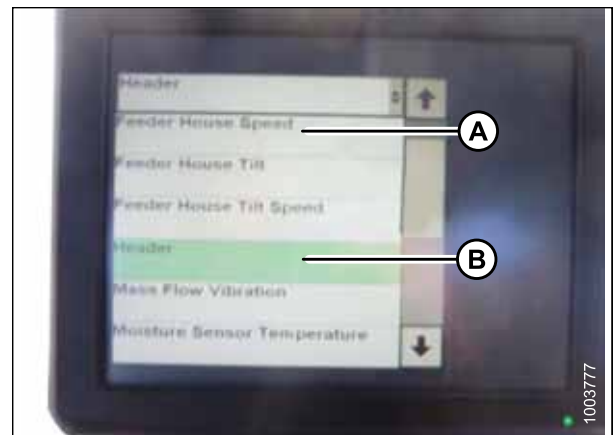 Header
Feeder House Speed
A
Feeder House Tilt
Feeder House Tilt Speed
Header
B
Mass Flow Vibration
Moisture Sensor Temperature
1003777